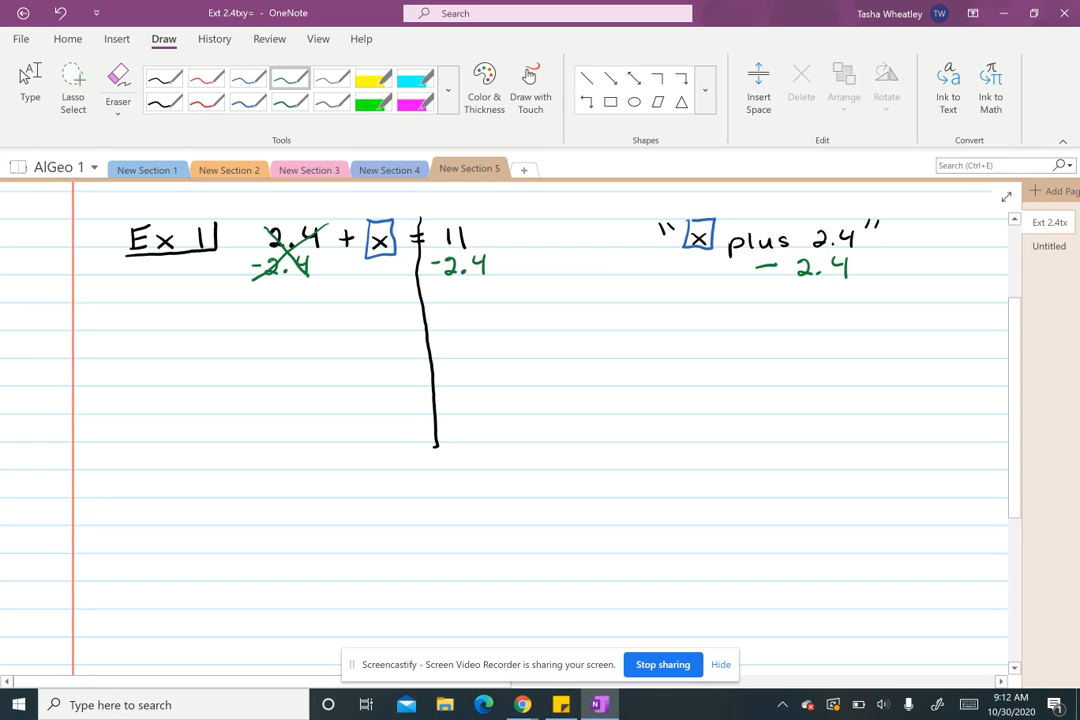 Ext 2.4txy= - OneNote
Search
Tasha Wheatley TW
File Home Insert Draw History Review View Help
Type
Lasso Select
Eraser
Color & Thickness
Draw with Touch
Insert Space
Delete
Arrange
Rotate
Ink to Text
Ink to Math
Tools Shapes Edit Convert
AlGeo 1
New Section 1
New Section 2
New Section 3
New Section 4
New Section 5
Search (Ctrl+E)
Add Pag
Ext 2.4tx
Untitled
Ex 1 2.4 + x = 11 "x plus 2.4"
-2.4 -2.4 - 2.4
Screencastify - Screen Video Recorder is sharing your screen. Stop sharing Hide
Type here to search
9:12 AM
10/30/2020